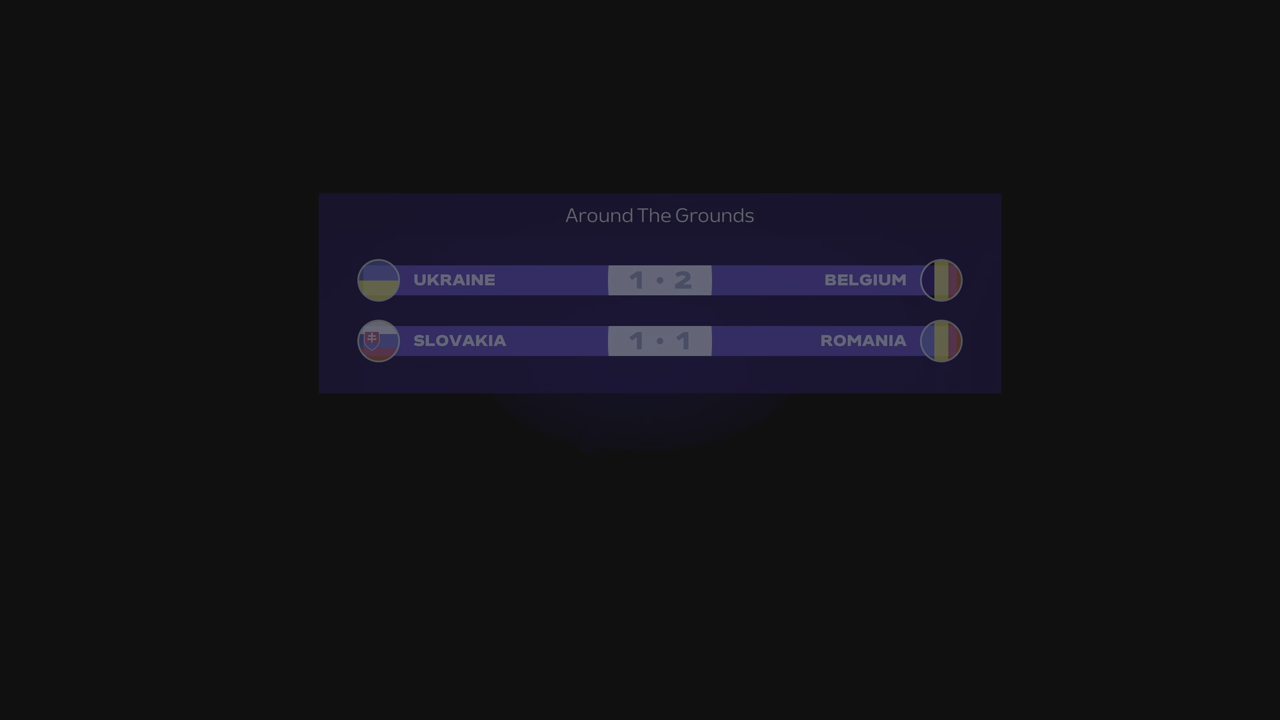 Around The Grounds
UKRAINE 1 • 2 BELGIUM
SLOVAKIA 1 • 1 ROMANIA